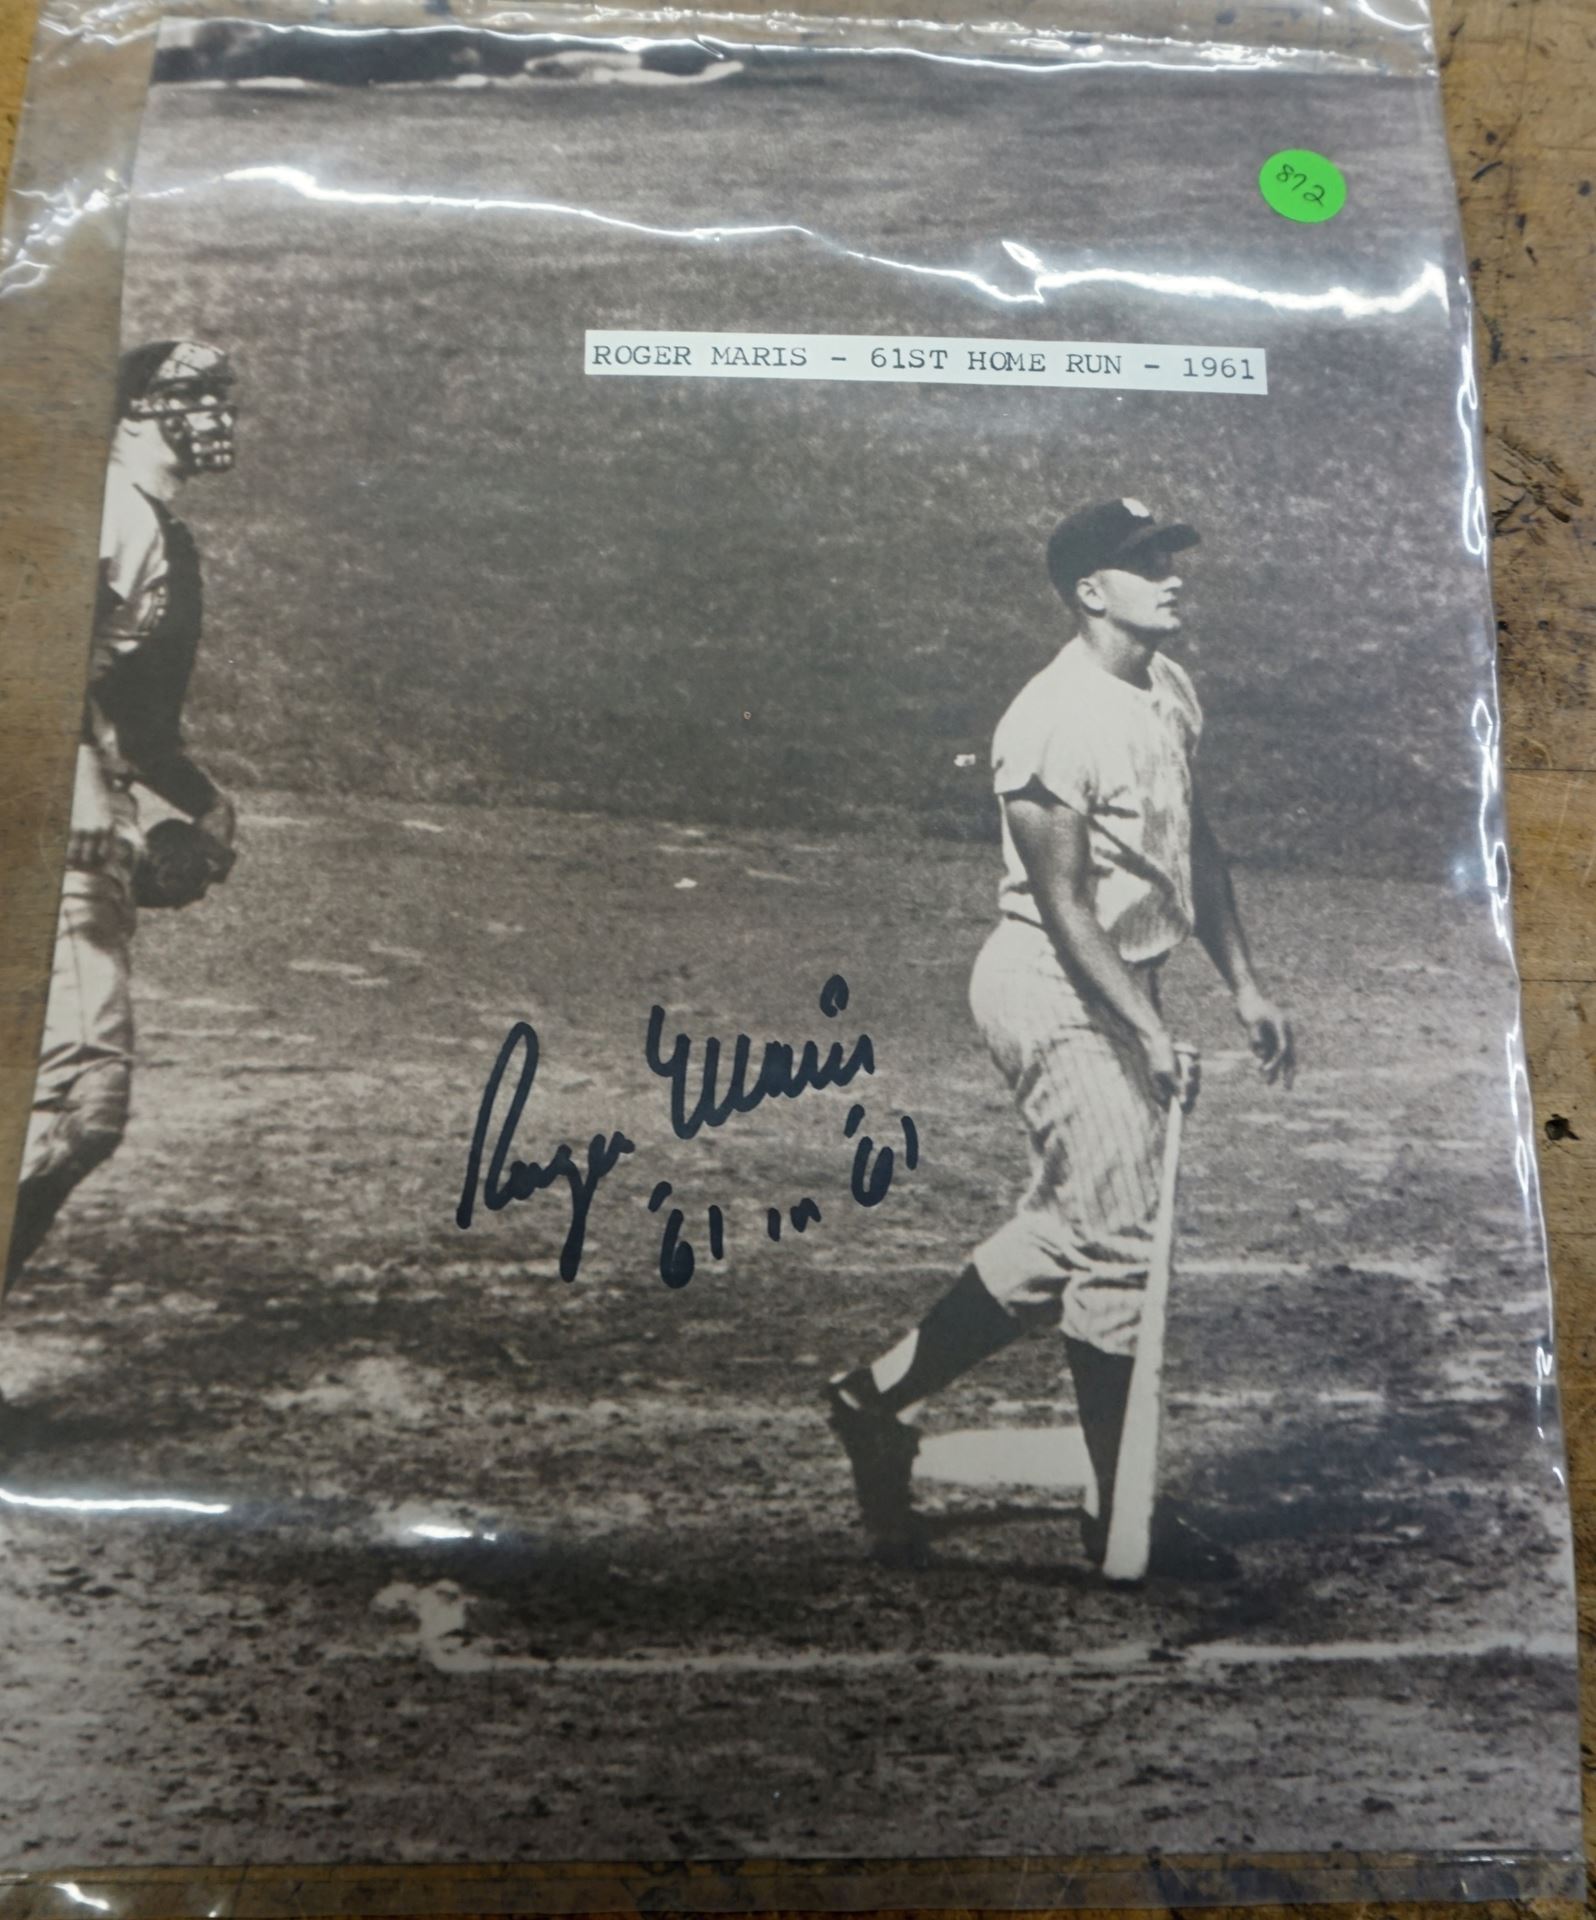 872
ROGER MARIS - 61ST HOME RUN - 1961
Roger Maris
'61 in '61